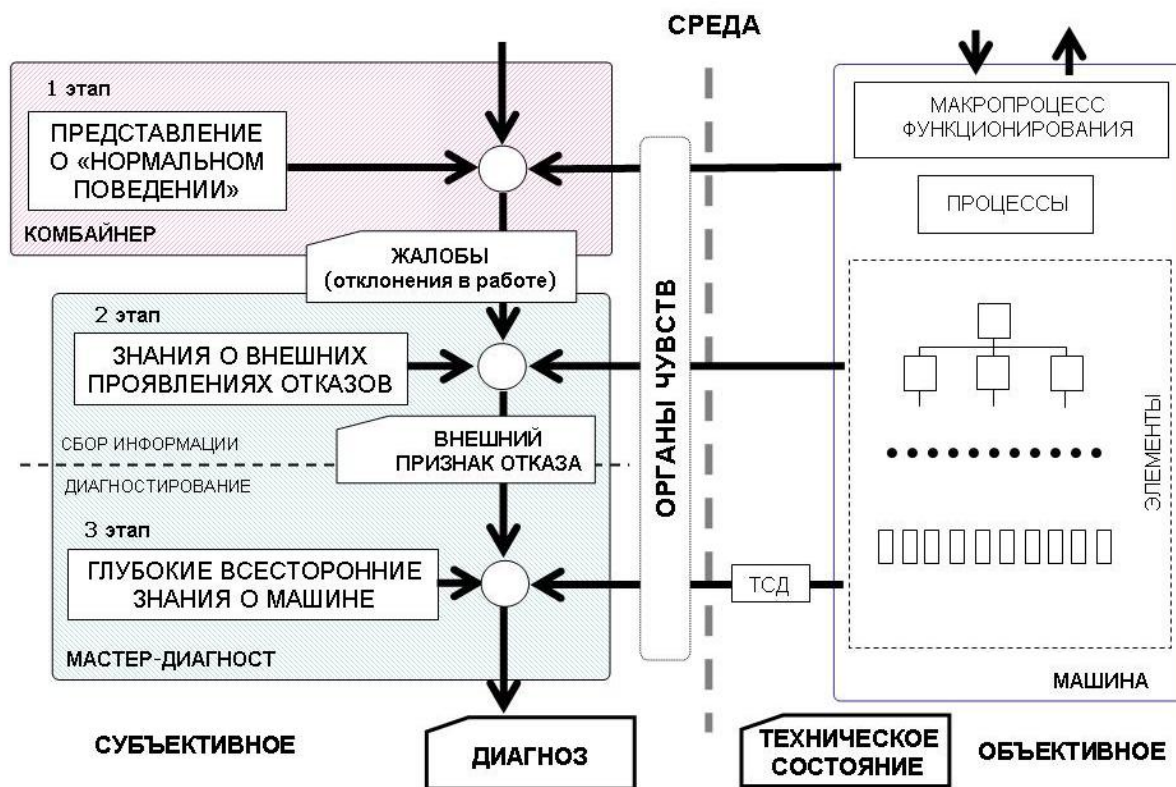 СРЕДА
1 этап
ПРЕДСТАВЛЕНИЕ
О «НОРМАЛЬНОМ
ПОВЕДЕНИИ»
КОМБАЙНЕР
ЖАЛОБЫ
(отклонения в работе)
2 этап
ЗНАНИЯ О ВНЕШНИХ
ПРОЯВЛЕНИЯХ ОТКАЗОВ
СБОР ИНФОРМАЦИИ
ВНЕШНИЙ
ПРИЗНАК ОТКАЗА
ДИАГНОСТИРОВАНИЕ
3 этап
ГЛУБОКИЕ ВСЕСТОРОННИЕ
ЗНАНИЯ О МАШИНЕ
МАСТЕР-ДИАГНОСТ
СУБЪЕКТИВНОЕ
ДИАГНОЗ
ОРГАНЫ ЧУВСТВ
МАКРОПРОЦЕСС
ФУНКЦИОНИРОВАНИЯ
ПРОЦЕССЫ
ЭЛЕМЕНТЫ
ТСД
МАШИНА
ТЕХНИЧЕСКОЕ
СОСТОЯНИЕ
ОБЪЕКТИВНОЕ